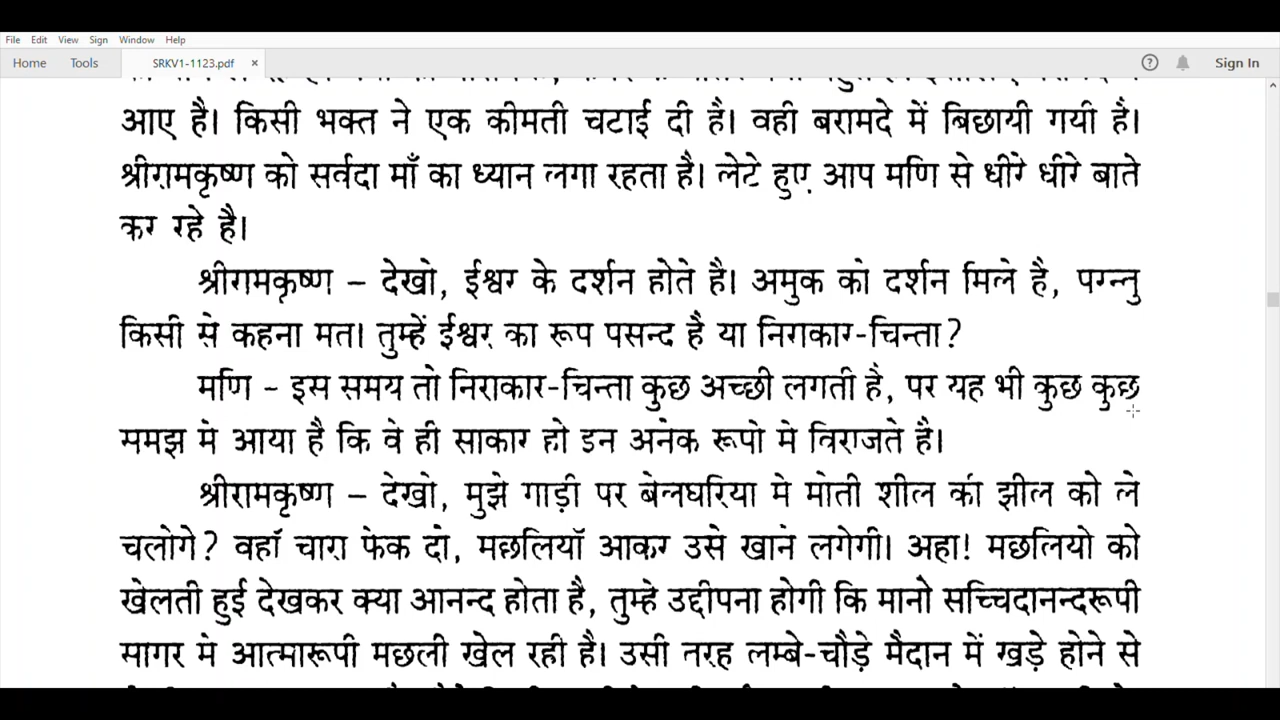 File Edit View Sign Window Help
Home Tools SRKV1-1123.pdf × ? Sign In
आए है। किसी भक्त ने एक कीमती चटाई दी है। वही बरामदे में बिछायी गयी है।
श्रीरामकृष्ण को सर्वदा माँ का ध्यान लगा रहता है। लेटे हुए आप मणि से धीरे धीरे बाते
कर रहे है।
श्रीरामकृष्ण – देखो, ईश्वर के दर्शन होते है। अमुक को दर्शन मिले है, परन्तु
किसी से कहना मत। तुम्हें ईश्वर का रूप पसन्द है या निराकार-चिन्ता?
मणि - इस समय तो निराकार-चिन्ता कुछ अच्छी लगती है, पर यह भी कुछ कुछ
समझ मे आया है कि वे ही साकार हो इन अनेक रूपो मे विराजते है।
श्रीरामकृष्ण – देखो, मुझे गाड़ी पर बेलघरिया मे मोती शील की झील को ले
चलोगे? वहाँ चारा फेक दो, मछलियाँ आकर उसे खाने लगेगी। अहा! मछलियो को
खेलती हुई देखकर क्या आनन्द होता है, तुम्हे उद्दीपना होगी कि मानो सच्चिदानन्दरूपी
सागर मे आत्मारूपी मछली खेल रही है। उसी तरह लम्बे-चौड़े मैदान में खड़े होने से